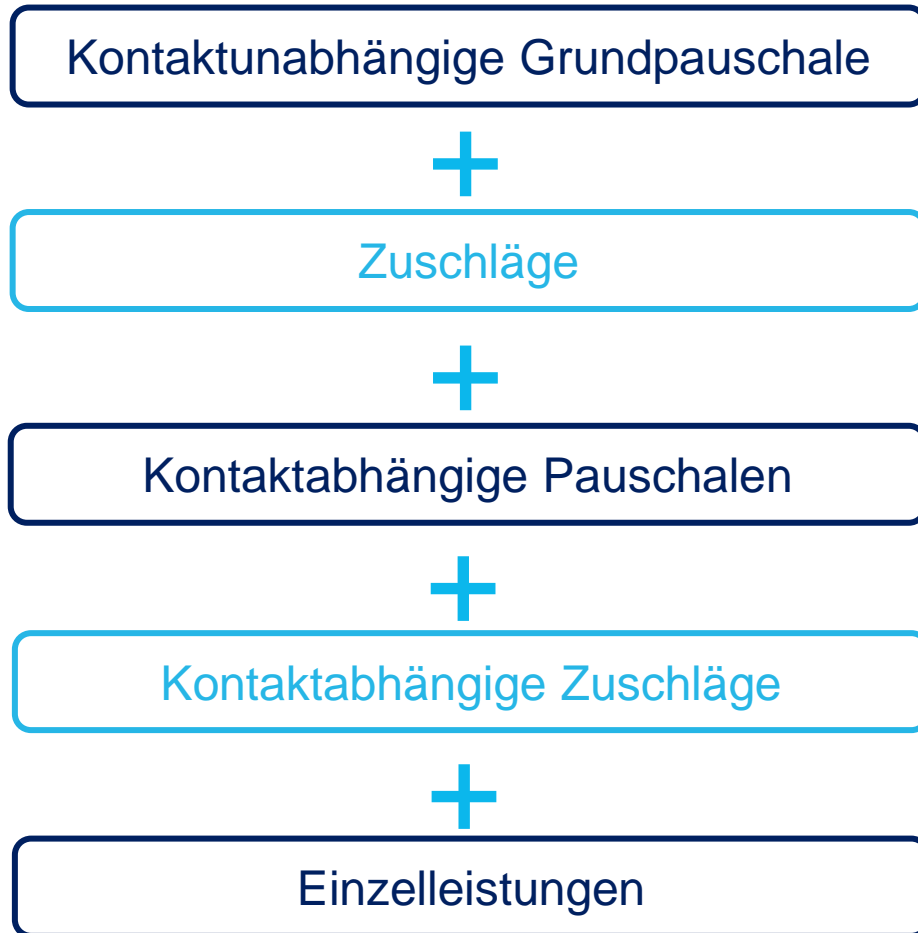 Kontaktunabhängige Grundpauschale
+
Zuschläge
+
Kontaktabhängige Pauschalen
+
Kontaktabhängige Zuschläge
+
Einzelleistungen